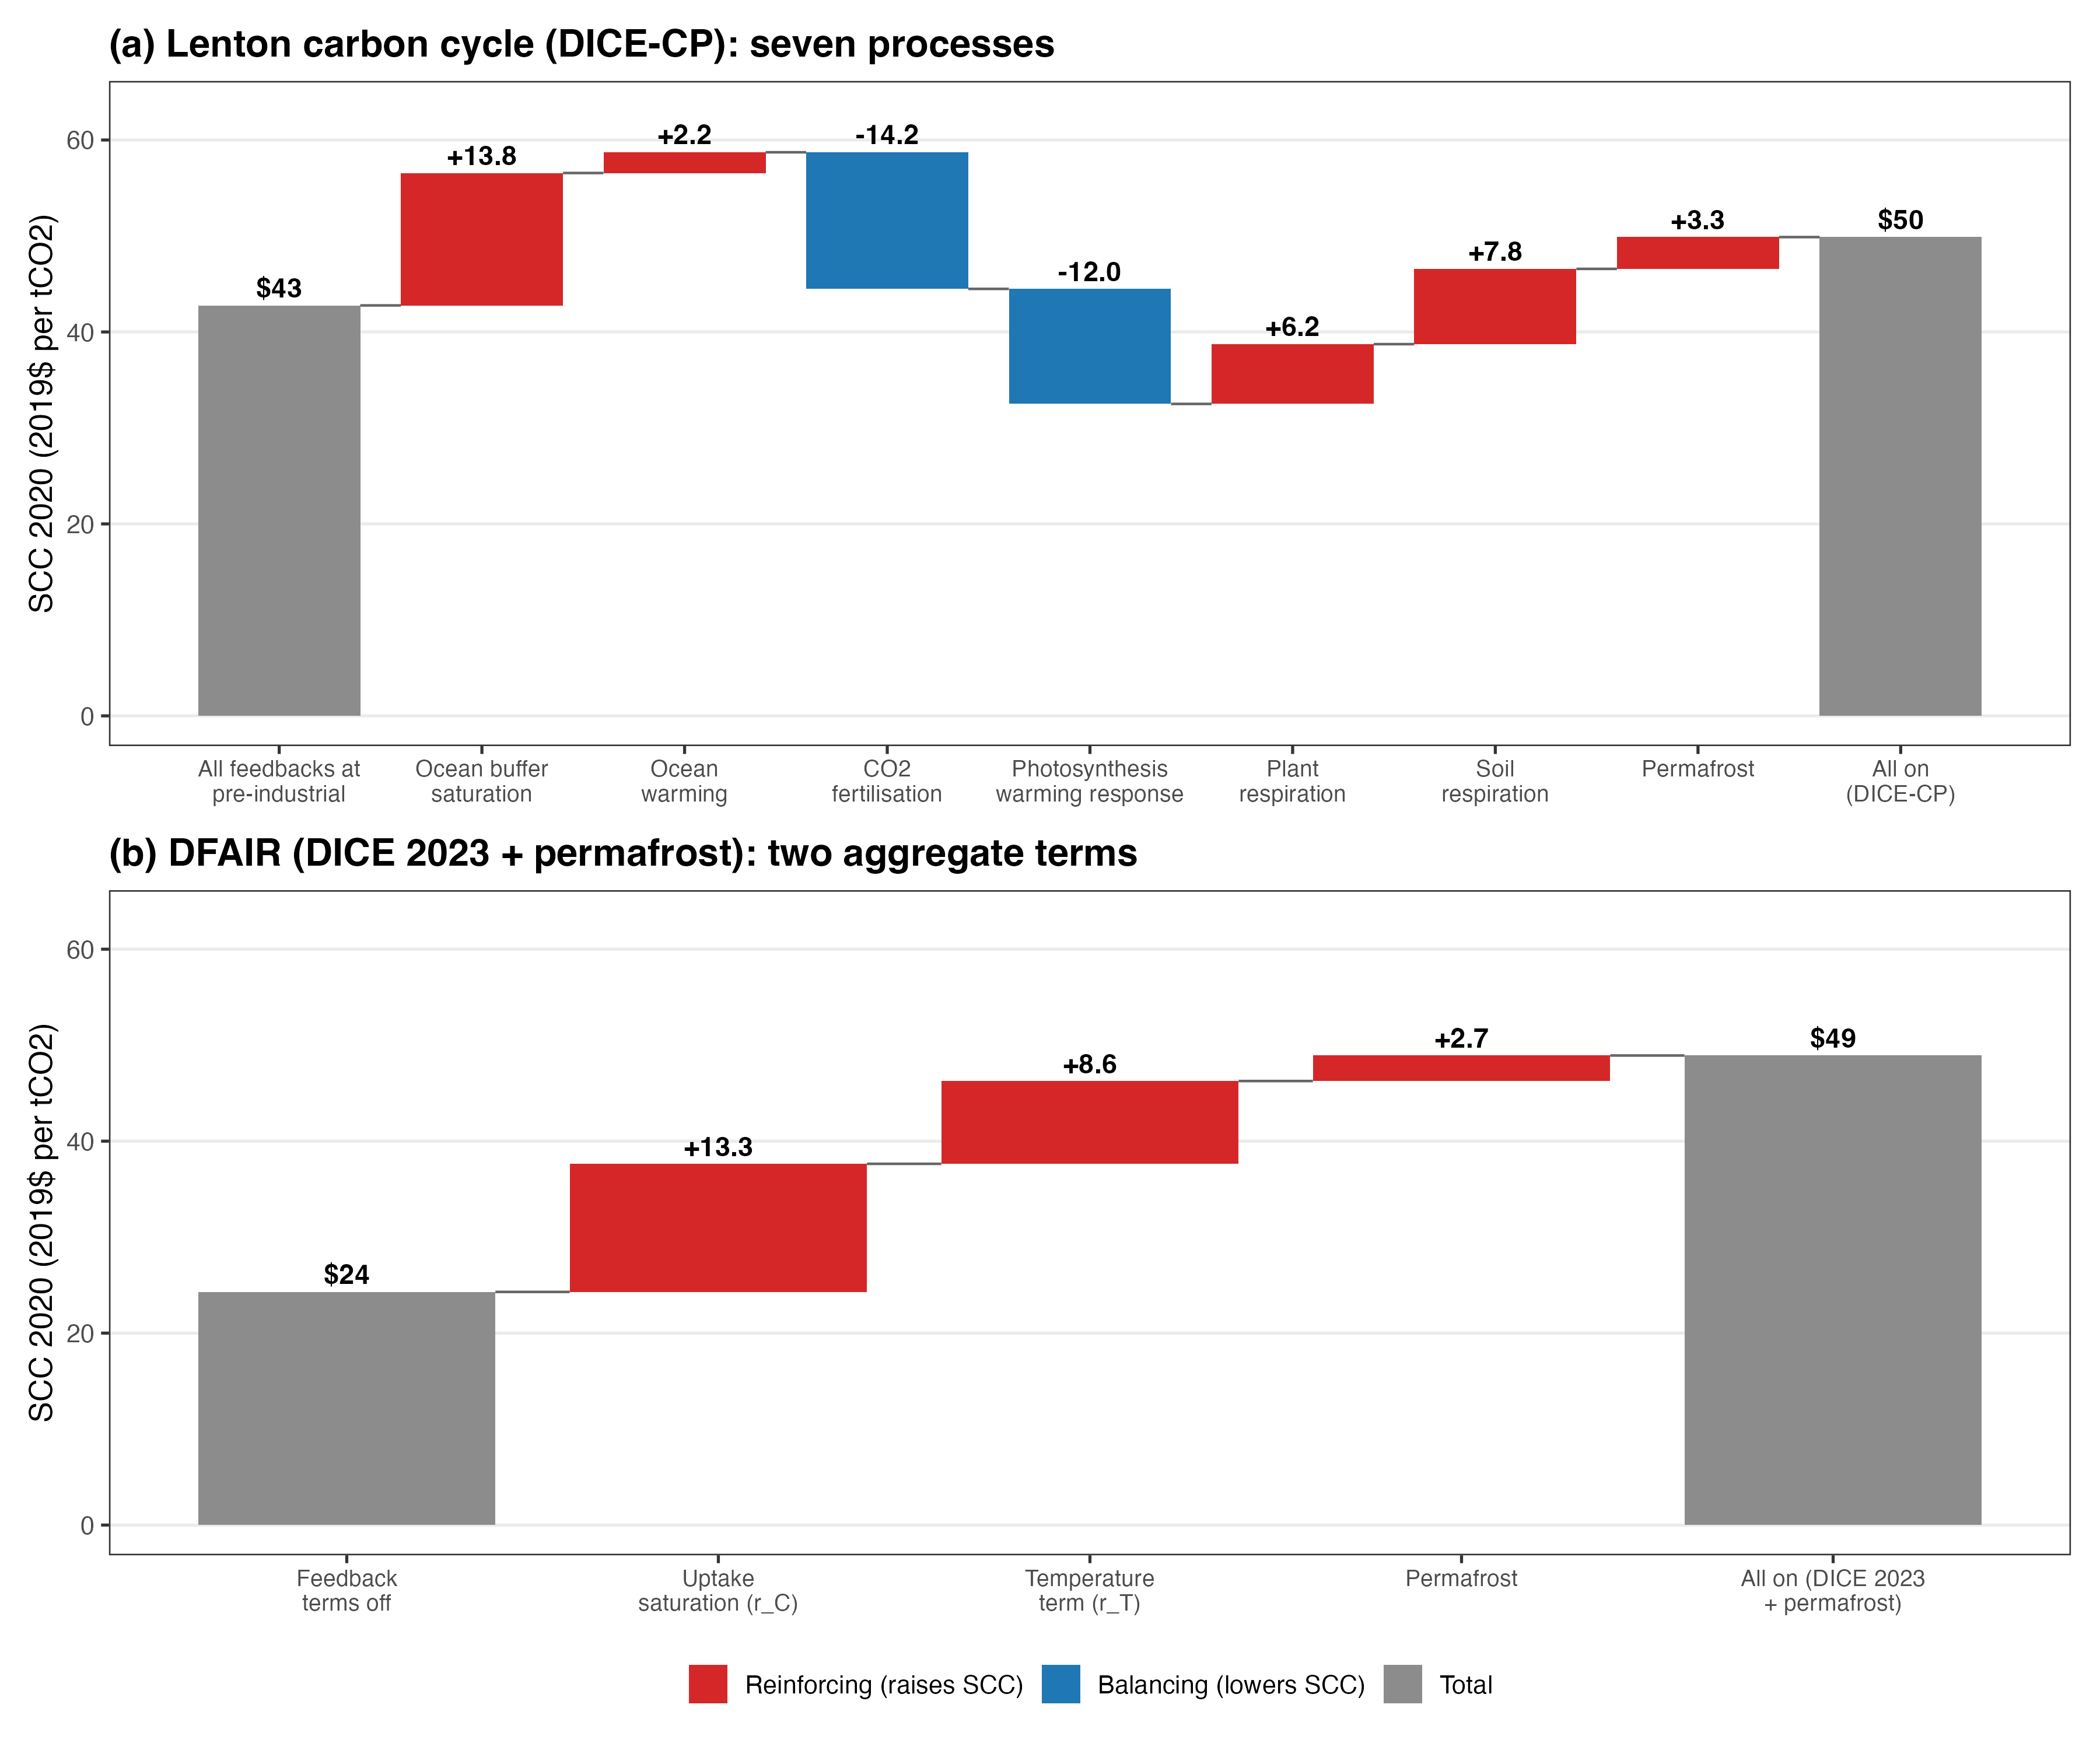 (a) Lenton carbon cycle (DICE-CP): seven processes
SCC 2020 (2019$ per tCO2)
60
40
20
0
$43
+13.8
+2.2
-14.2
-12.0
+6.2
+7.8
+3.3
$50
All feedbacks at
pre-industrial
Ocean buffer
saturation
Ocean
warming
CO2
fertilisation
Photosynthesis
warming response
Plant
respiration
Soil
respiration
Permafrost
All on
(DICE-CP)
(b) DFAIR (DICE 2023 + permafrost): two aggregate terms
SCC 2020 (2019$ per tCO2)
60
40
20
0
$24
+13.3
+8.6
+2.7
$49
Feedback
terms off
Uptake
saturation (r_C)
Temperature
term (r_T)
Permafrost
All on (DICE 2023
+ permafrost)
Reinforcing (raises SCC)
Balancing (lowers SCC)
Total